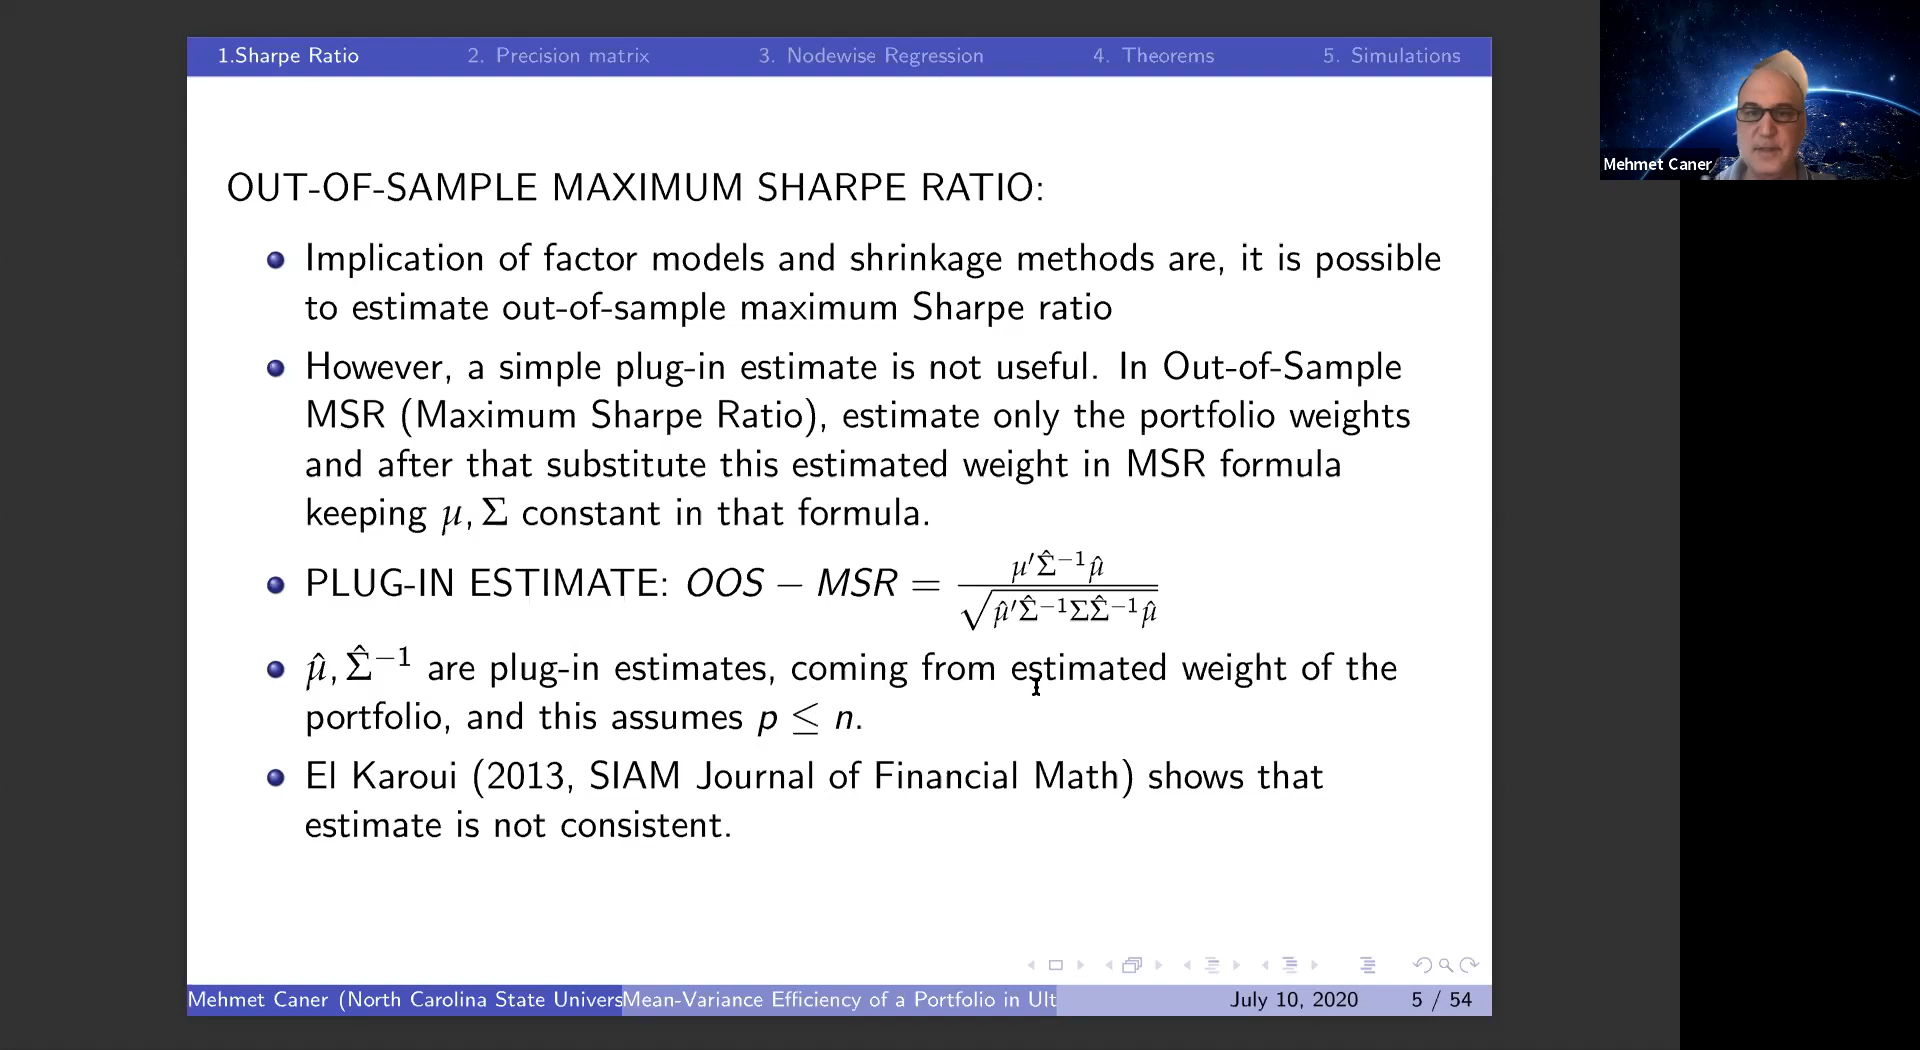 1.Sharpe Ratio 2. Precision matrix 3. Nodewise Regression 4. Theorems 5. Simulations
Mehmet Caner
OUT-OF-SAMPLE MAXIMUM SHARPE RATIO:
Implication of factor models and shrinkage methods are, it is possible
to estimate out-of-sample maximum Sharpe ratio
However, a simple plug-in estimate is not useful. In Out-of-Sample
MSR (Maximum Sharpe Ratio), estimate only the portfolio weights
and after that substitute this estimated weight in MSR formula
keeping μ, Σ constant in that formula.
PLUG-IN ESTIMATE: OOS − MSR = μ′Σ̂⁻¹μ̂ / √(μ̂′Σ̂⁻¹ΣΣ̂⁻¹μ̂)
μ̂, Σ̂⁻¹ are plug-in estimates, coming from estimated weight of the
portfolio, and this assumes p ≤ n.
El Karoui (2013, SIAM Journal of Financial Math) shows that
estimate is not consistent.
Mehmet Caner (North Carolina State Univers Mean-Variance Efficiency of a Portfolio in Ult July 10, 2020 5 / 54